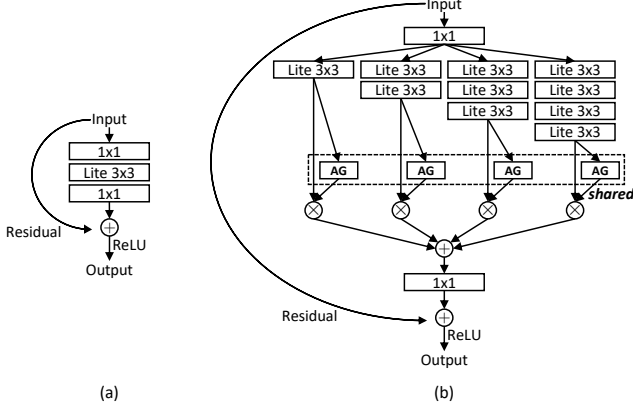 Input
1x1
Lite 3x3
1x1
Residual
ReLU
Output
(a)
Input
1x1
Lite 3x3 Lite 3x3 Lite 3x3 Lite 3x3
Lite 3x3 Lite 3x3 Lite 3x3
Lite 3x3 Lite 3x3
Lite 3x3
AG AG AG AG
shared
1x1
Residual
ReLU
Output
(b)